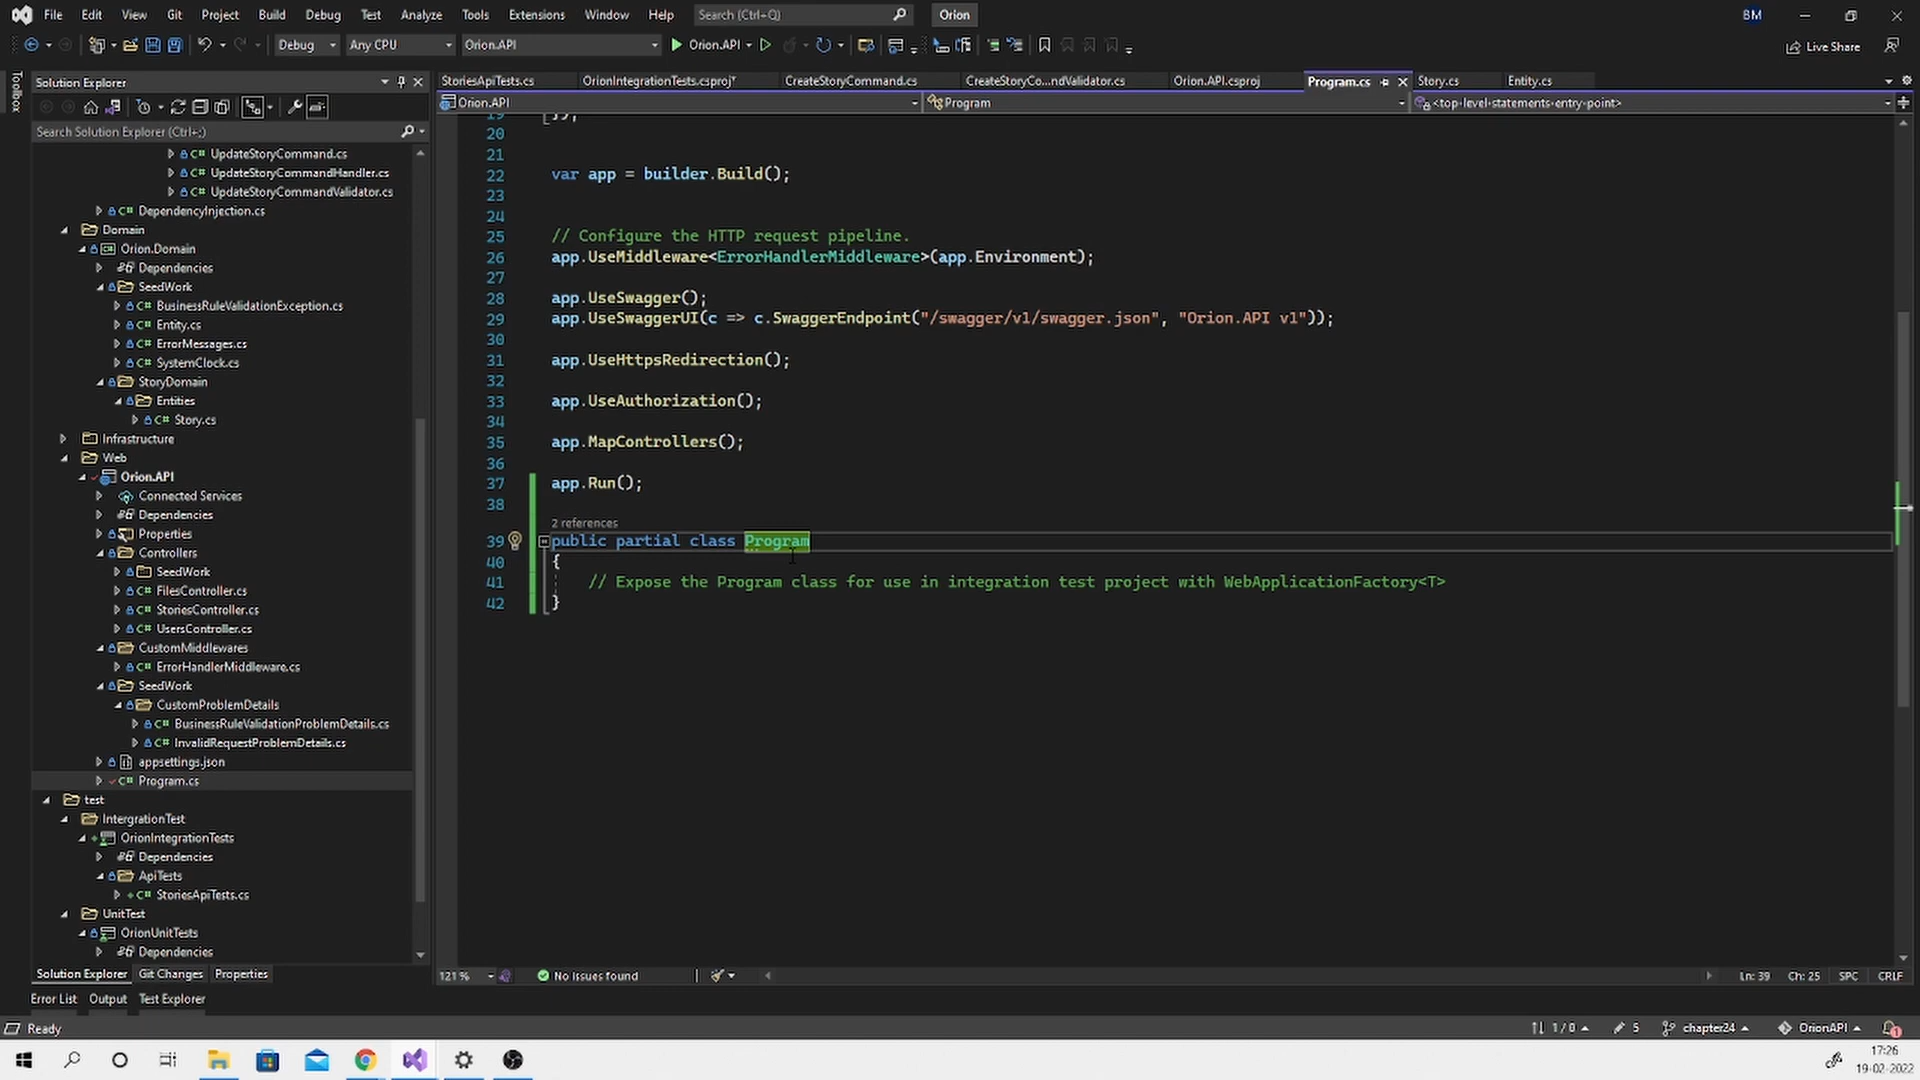 File Edit View Git Project Build Debug Test Analyze Tools Extensions Window Help Search (Ctrl+Q) Orion BM
Debug Any CPU Orion.API Orion.API Live Share
Toolbox
Solution Explorer
Search Solution Explorer (Ctrl+;)
UpdateStoryCommand.cs
UpdateStoryCommandHandler.cs
UpdateStoryCommandValidator.cs
DependencyInjection.cs
Domain
Orion.Domain
Dependencies
SeedWork
BusinessRuleValidationException.cs
Entity.cs
ErrorMessages.cs
SystemClock.cs
StoryDomain
Entities
Story.cs
Infrastructure
Web
Orion.API
Connected Services
Dependencies
Properties
Controllers
SeedWork
FilesController.cs
StoriesController.cs
UsersController.cs
CustomMiddlewares
ErrorHandlerMiddleware.cs
SeedWork
CustomProblemDetails
BusinessRuleValidationProblemDetails.cs
InvalidRequestProblemDetails.cs
appsettings.json
Program.cs
test
IntergrationTest
OrionIntegrationTests
Dependencies
ApiTests
StoriesApiTests.cs
UnitTest
OrionUnitTests
Dependencies
Solution Explorer Git Changes Properties
StoriesApiTests.cs OrionIntegrationTests.csproj* CreateStoryCommand.cs CreateStoryCo...ndValidator.cs Orion.API.csproj Program.cs Story.cs Entity.cs
Orion.API Program <top-level-statements-entry-point>
19 });
20
21
22 var app = builder.Build();
23
24
25 // Configure the HTTP request pipeline.
26 app.UseMiddleware<ErrorHandlerMiddleware>(app.Environment);
27
28 app.UseSwagger();
29 app.UseSwaggerUI(c => c.SwaggerEndpoint("/swagger/v1/swagger.json", "Orion.API v1"));
30
31 app.UseHttpsRedirection();
32
33 app.UseAuthorization();
34
35 app.MapControllers();
36
37 app.Run();
38
2 references
39 public partial class Program
40 {
41 // Expose the Program class for use in integration test project with WebApplicationFactory<T>
42 }
121 % No issues found Ln: 39 Ch: 25 SPC CRLF
Error List Output Test Explorer
Ready 1 / 0 5 chapter24 OrionAPI 1
17:26
19-02-2022